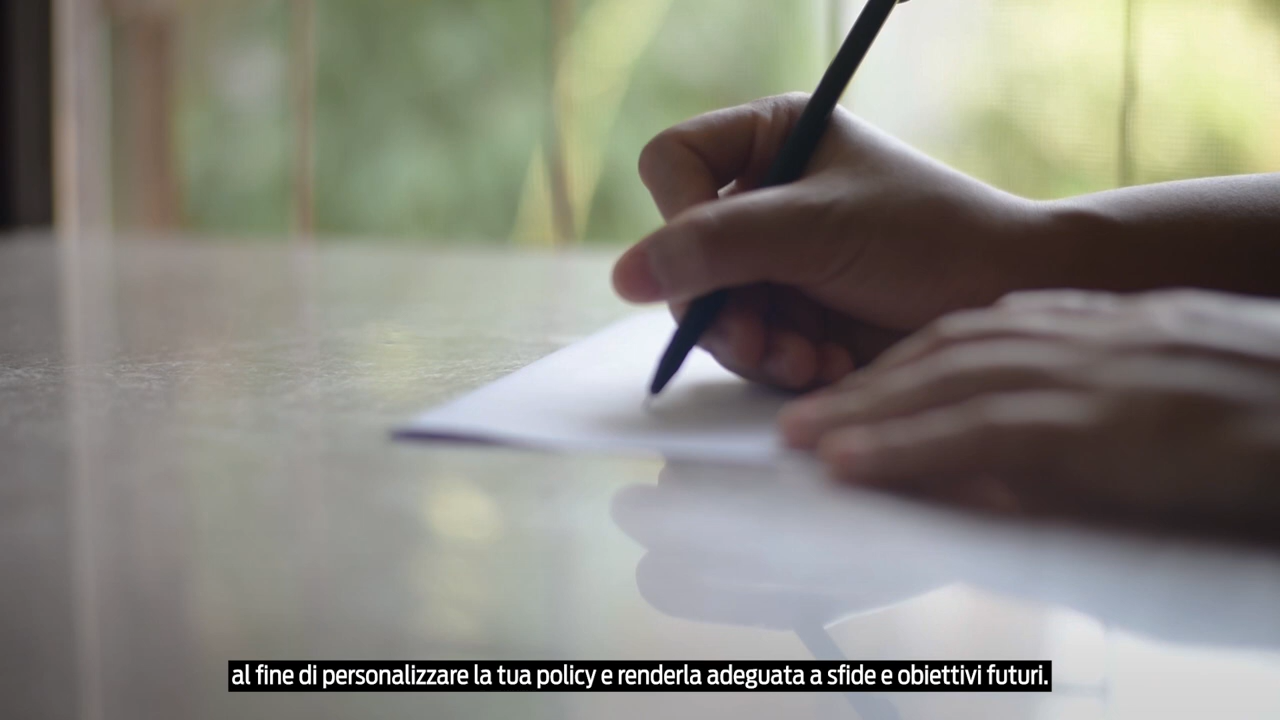 al fine di personalizzare la tua policy e renderla adeguata a sfide e obiettivi futuri.